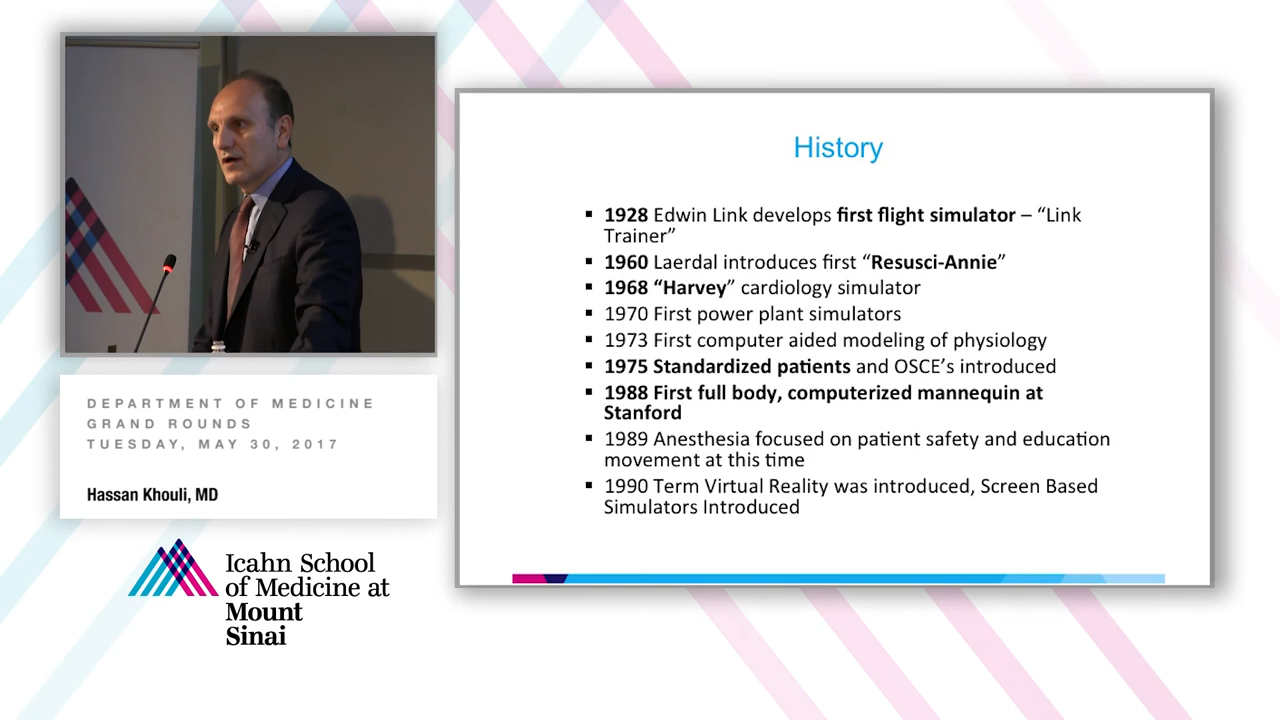 DEPARTMENT OF MEDICINE
GRAND ROUNDS
TUESDAY, MAY 30, 2017
Hassan Khouli, MD
Icahn School
of Medicine at
Mount
Sinai
History
▪ 1928 Edwin Link develops first flight simulator – “Link
Trainer”
▪ 1960 Laerdal introduces first “Resusci-Annie”
▪ 1968 “Harvey” cardiology simulator
▪ 1970 First power plant simulators
▪ 1973 First computer aided modeling of physiology
▪ 1975 Standardized patients and OSCE’s introduced
▪ 1988 First full body, computerized mannequin at
Stanford
▪ 1989 Anesthesia focused on patient safety and education
movement at this time
▪ 1990 Term Virtual Reality was introduced, Screen Based
Simulators Introduced